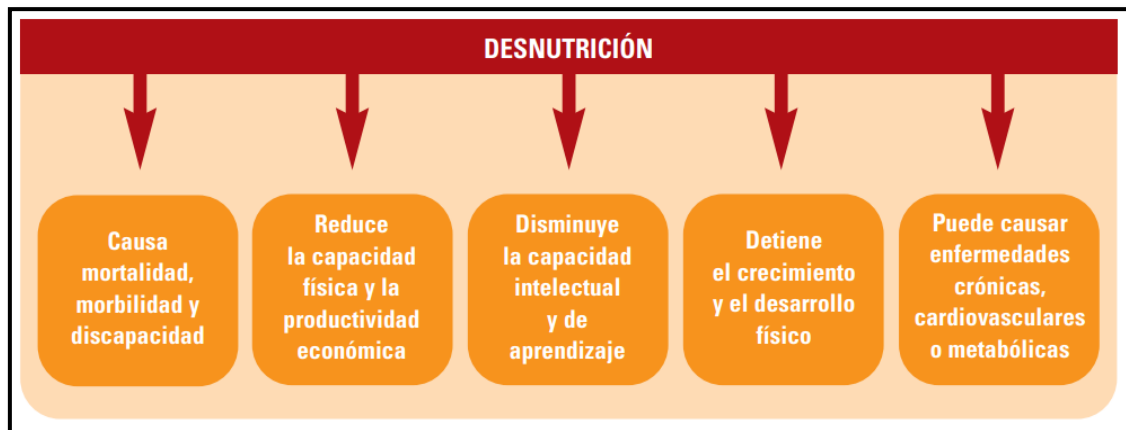 DESNUTRICIÓN
Causa
mortalidad,
morbilidad y
discapacidad
Reduce
la capacidad
física y la
productividad
económica
Disminuye
la capacidad
intelectual
y de
aprendizaje
Detiene
el crecimiento
y el desarrollo
físico
Puede causar
enfermedades
crónicas,
cardiovasculares
o metabólicas